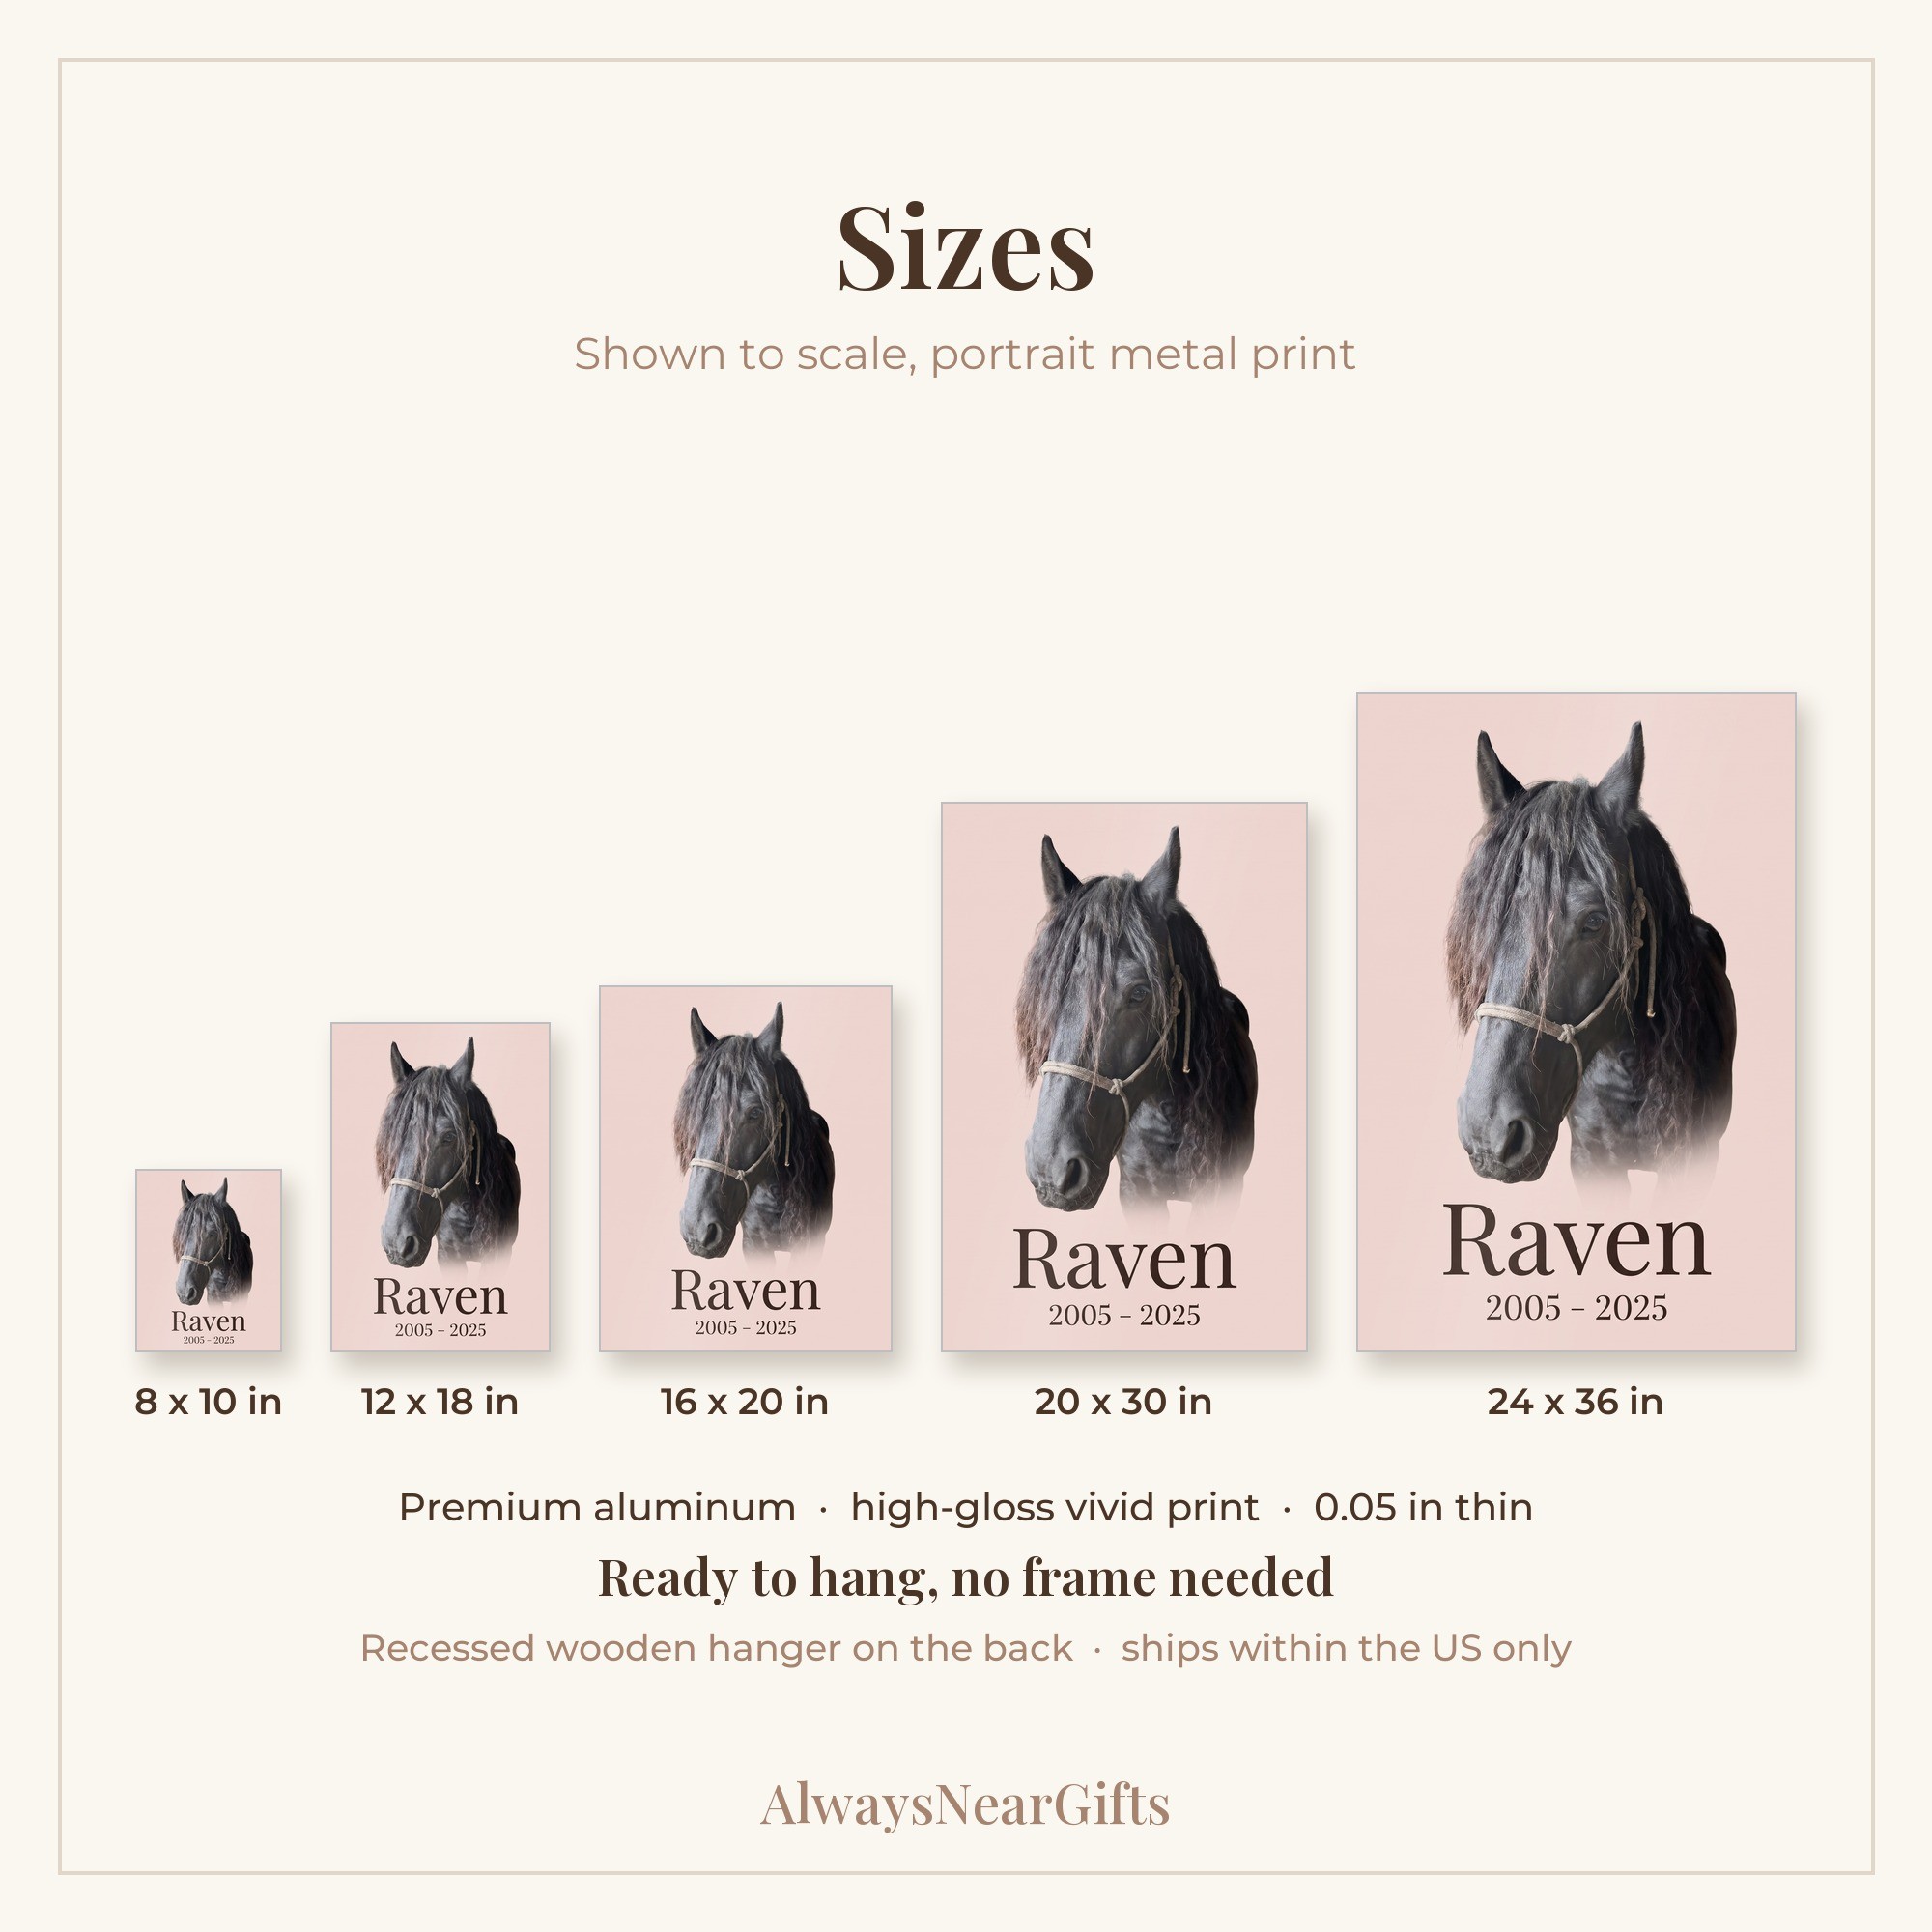 Sizes
Shown to scale, portrait metal print
Raven
2005 – 2025
Raven
2005 – 2025
Raven
2005 – 2025
Raven
2005 – 2025
Raven
2005 – 2025
8 x 10 in
12 x 18 in
16 x 20 in
20 x 30 in
24 x 36 in
Premium aluminum · high-gloss vivid print · 0.05 in thin
Ready to hang, no frame needed
Recessed wooden hanger on the back · ships within the US only
AlwaysNearGifts